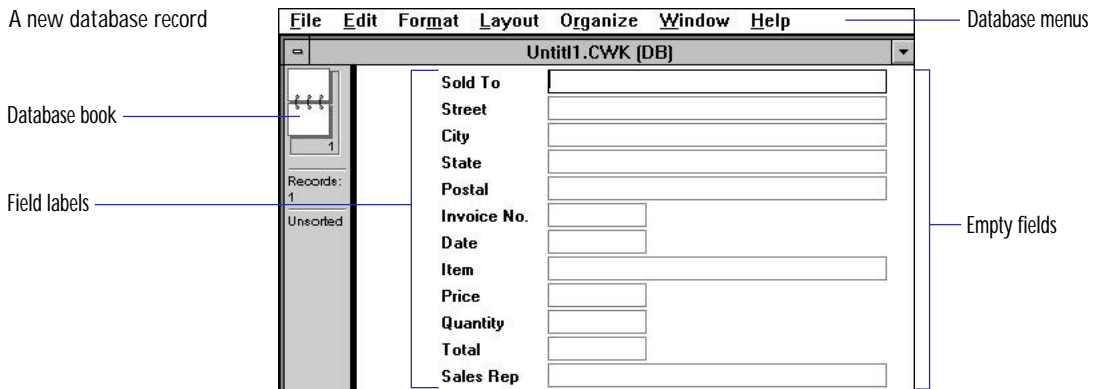 A new database record
File Edit Format Layout Organize Window Help
Database menus
Untitl1.CWK (DB)
Database book
1
Records:
1
Unsorted
Field labels
Sold To
Street
City
State
Postal
Invoice No.
Date
Item
Price
Quantity
Total
Sales Rep
Empty fields